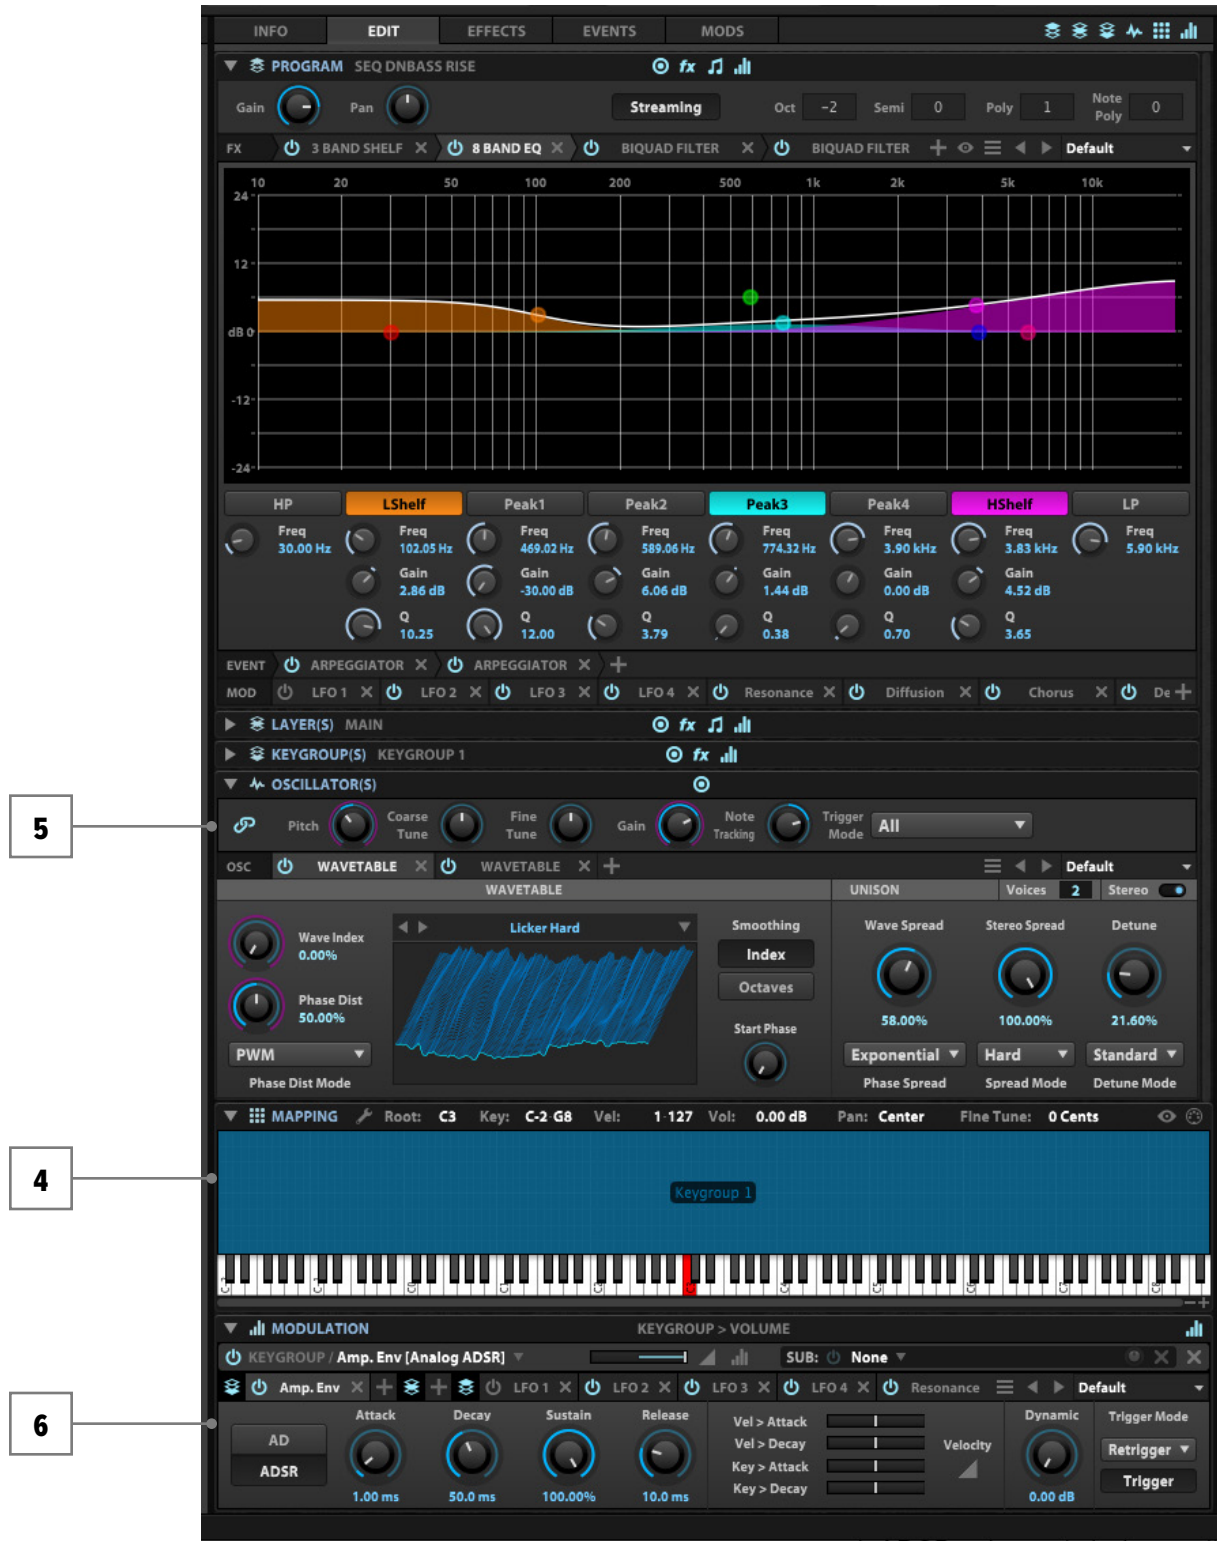 INFO EDIT EFFECTS EVENTS MODS
PROGRAM SEQ DNBASS RISE fx
Gain Pan Streaming Oct -2 Semi 0 Poly 1 Note Poly 0
FX 3 BAND SHELF 8 BAND EQ BIQUAD FILTER BIQUAD FILTER Default
10 20 50 100 200 500 1k 2k 5k 10k
24
12
dB 0
-12
-24
HP LShelf Peak1 Peak2 Peak3 Peak4 HShelf LP
Freq Freq Freq Freq Freq Freq Freq Freq
30.00 Hz 102.05 Hz 469.02 Hz 589.06 Hz 774.32 Hz 3.90 kHz 3.83 kHz 5.90 kHz
Gain Gain Gain Gain Gain Gain
2.86 dB -30.00 dB 6.06 dB 1.44 dB 0.00 dB 4.52 dB
Q Q Q Q Q Q
10.25 12.00 3.79 0.38 0.70 3.65
EVENT ARPEGGIATOR ARPEGGIATOR
MOD LFO 1 LFO 2 LFO 3 LFO 4 Resonance Diffusion Chorus De
LAYER(S) MAIN fx
KEYGROUP(S) KEYGROUP 1 fx
OSCILLATOR(S)
5
Pitch Coarse Tune Fine Tune Gain Note Tracking Trigger Mode All
OSC WAVETABLE WAVETABLE Default
WAVETABLE UNISON Voices 2 Stereo
Wave Index
0.00%
Phase Dist
50.00%
PWM
Phase Dist Mode
Licker Hard
Smoothing
Index
Octaves
Start Phase
Wave Spread Stereo Spread Detune
58.00% 100.00% 21.60%
Exponential Hard Standard
Phase Spread Spread Mode Detune Mode
MAPPING Root: C3 Key: C-2 G8 Vel: 1 127 Vol: 0.00 dB Pan: Center Fine Tune: 0 Cents
4
Keygroup 1
C-2 C-1 C0 C1 C2 C3 C4 C5 C6 C7 C8
MODULATION KEYGROUP > VOLUME
KEYGROUP / Amp. Env [Analog ADSR] SUB: None
Amp. Env LFO 1 LFO 2 LFO 3 LFO 4 Resonance Default
6
AD
ADSR
Attack Decay Sustain Release
1.00 ms 50.0 ms 100.00% 10.0 ms
Vel > Attack
Vel > Decay
Key > Attack
Key > Decay
Velocity
Dynamic
0.00 dB
Trigger Mode
Retrigger
Trigger